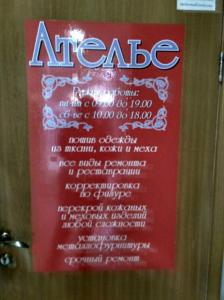 Ателье
Режим работы:
пн-пт с 09.00 до 19.00
сб-вс с 10.00 до 18.00
пошив одежды
из ткани, кожи и меха
все виды ремонта
и реставрации
корректировка
по фигуре
перекрой кожаных
и меховых изделий
любой сложности
установка
металлофурнитуры
срочный ремонт